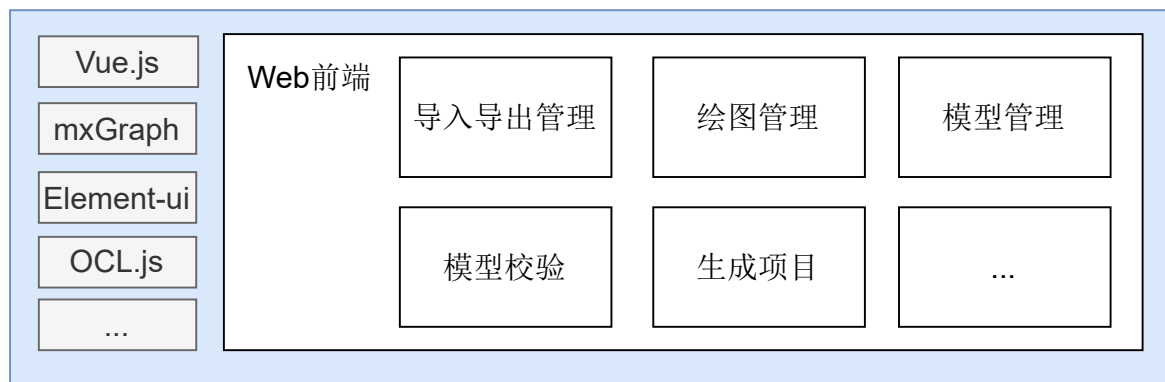 Vue.js
mxGraph
Element-ui
OCL.js
...
Web前端
导入导出管理
绘图管理
模型管理
模型校验
生成项目
...